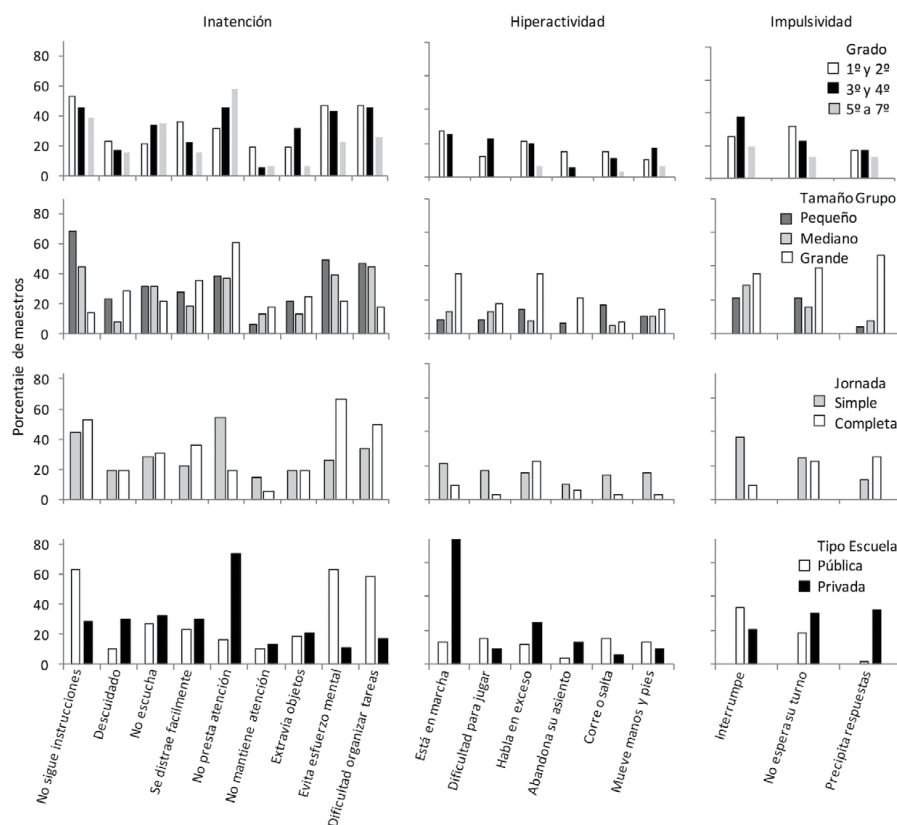 Inatención
Hiperactividad
Impulsividad
Porcentaje de maestros
80
60
40
20
0
Grado
1º y 2º
3º y 4º
5º a 7º
80
60
40
20
0
Tamaño Grupo
Pequeño
Mediano
Grande
80
60
40
20
0
Jornada
Simple
Completa
80
60
40
20
0
Tipo Escuela
Pública
Privada
No sigue instrucciones
Descuidado
No escucha
Se distrae facilmente
No presta atención
No mantiene atención
Extravía objetos
Evita esfuerzo mental
Dificultad organizar tareas
Está en marcha
Dificultad para jugar
Habla en exceso
Abandona su asiento
Corre o salta
Mueve manos y pies
Interrumpe
No espera su turno
Precipita respuestas